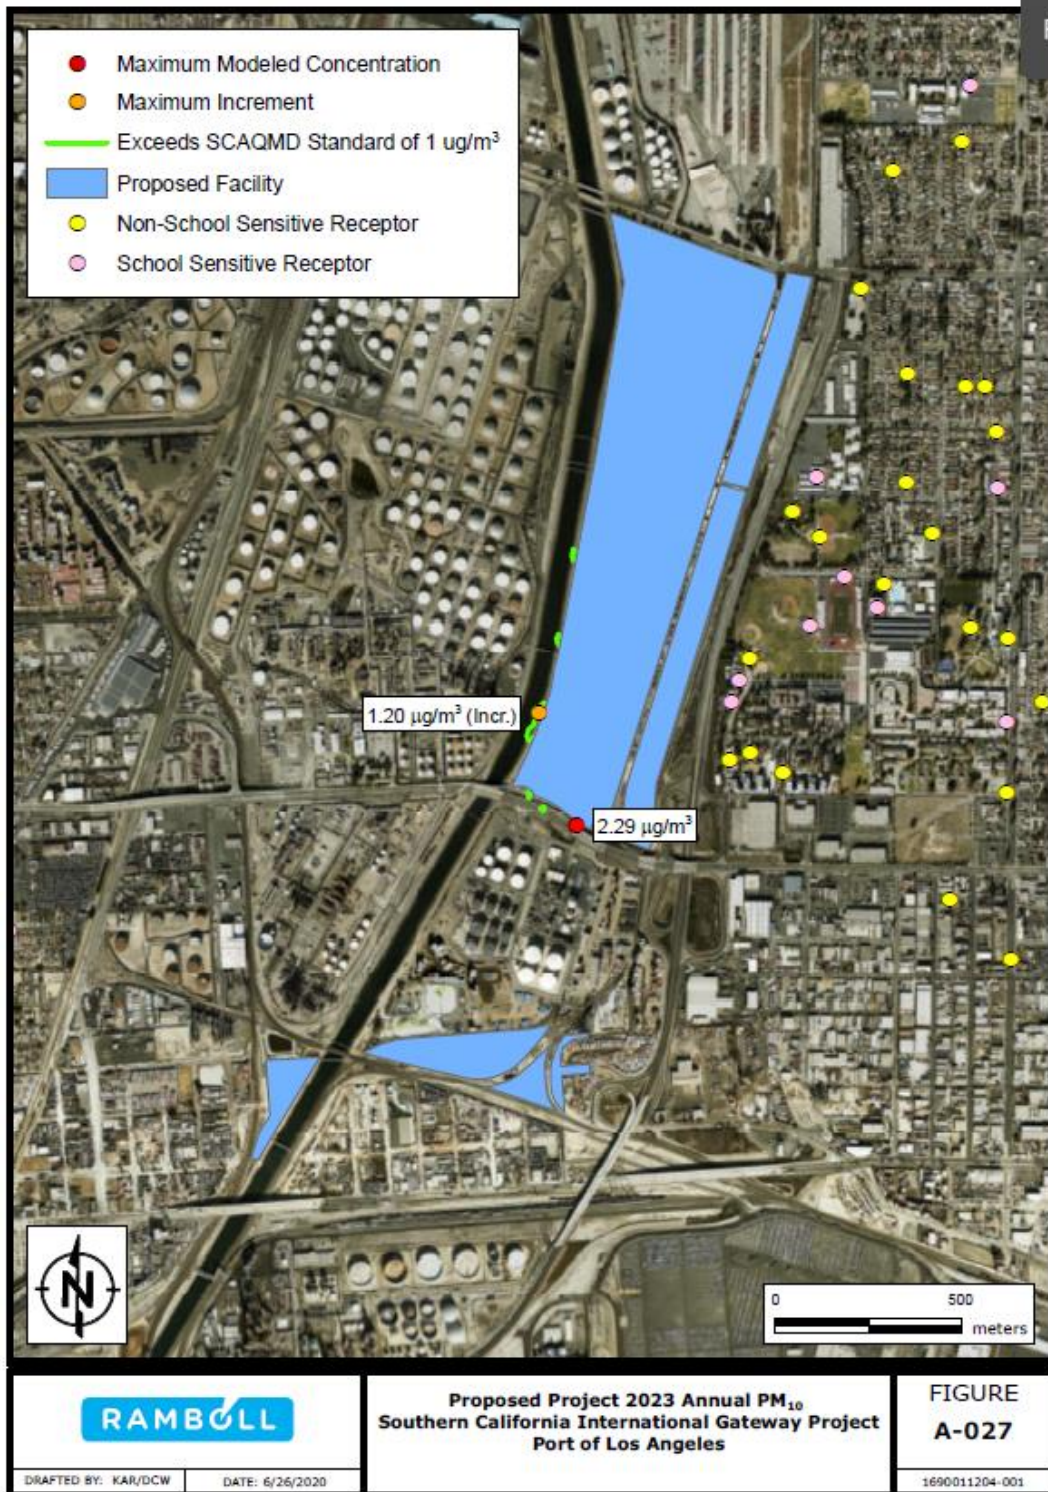 Maximum Modeled Concentration
Maximum Increment
Exceeds SCAQMD Standard of 1 ug/m³
Proposed Facility
Non-School Sensitive Receptor
School Sensitive Receptor
1.20 µg/m³ (Incr.)
2.29 µg/m³
N
0 500
meters
RAMBOLL
DRAFTED BY: KAR/DCW
DATE: 6/26/2020
Proposed Project 2023 Annual PM₁₀
Southern California International Gateway Project
Port of Los Angeles
FIGURE
A-027
1690011204-001